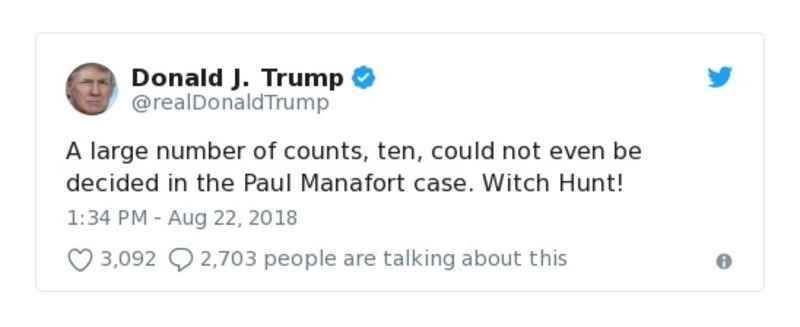 Donald J. Trump
@realDonaldTrump
A large number of counts, ten, could not even be
decided in the Paul Manafort case. Witch Hunt!
1:34 PM - Aug 22, 2018
3,092 2,703 people are talking about this